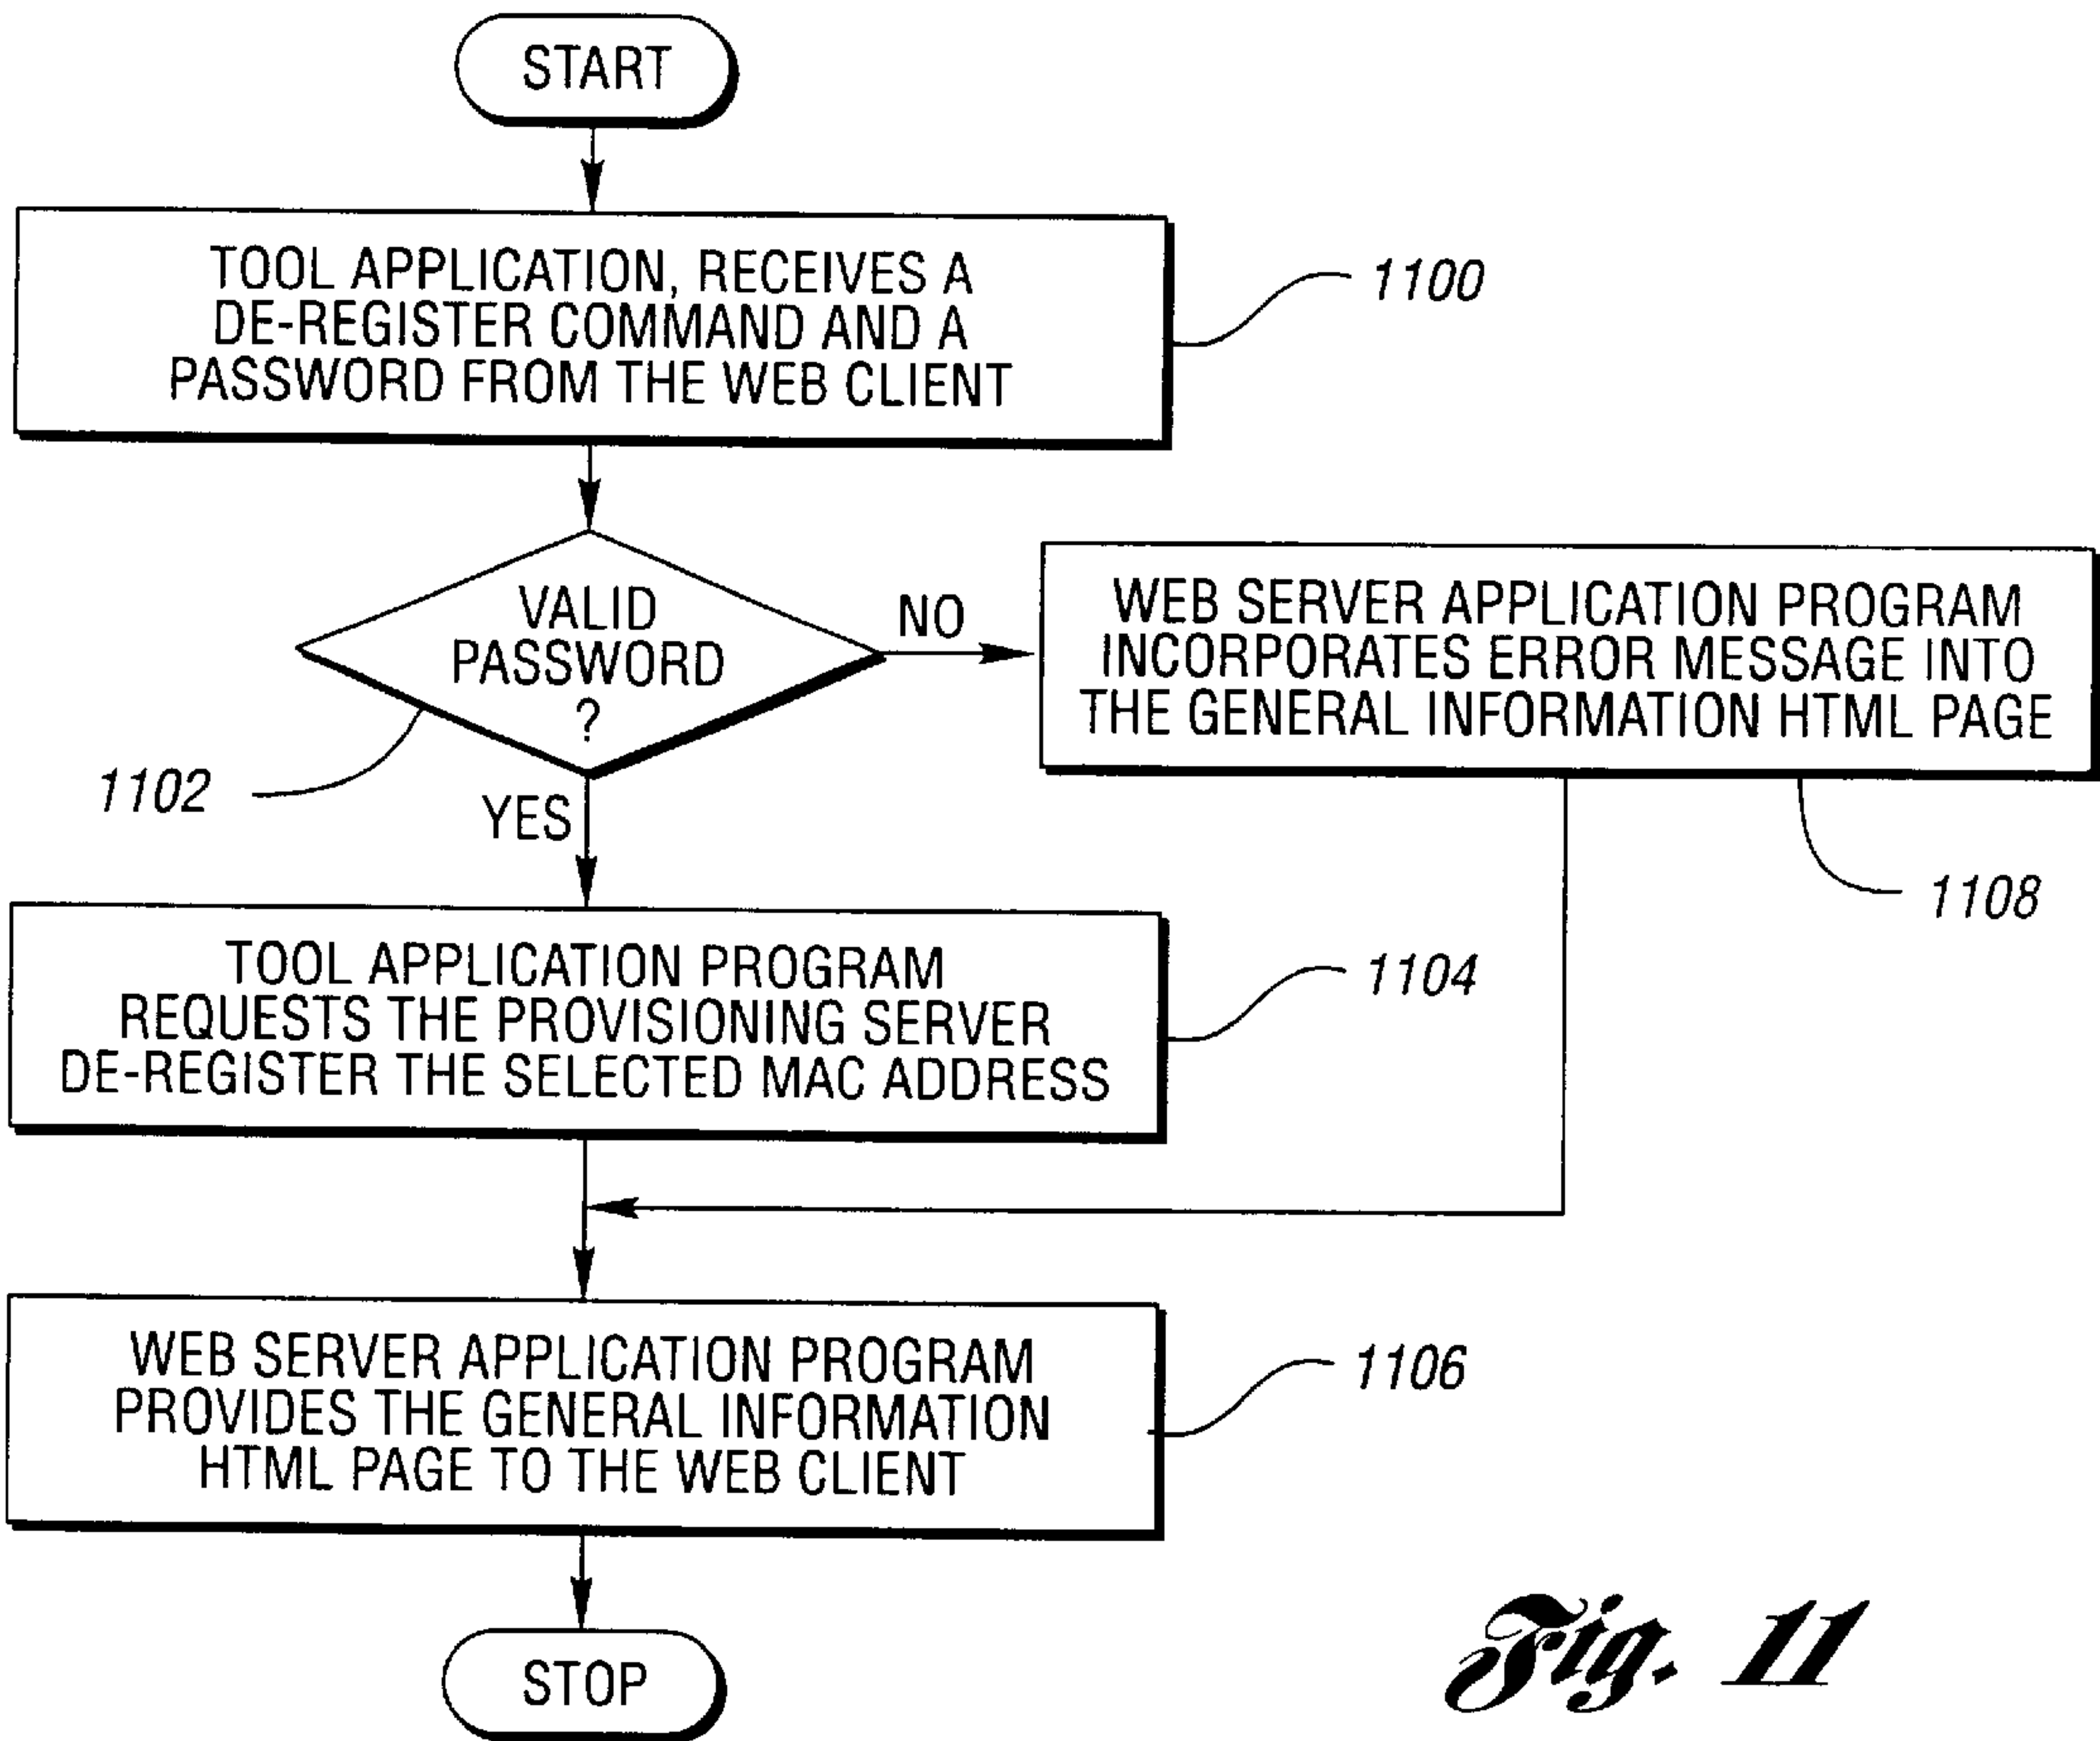 START
TOOL APPLICATION, RECEIVES A
DE-REGISTER COMMAND AND A
PASSWORD FROM THE WEB CLIENT
1100
VALID
PASSWORD
?
1102
NO
WEB SERVER APPLICATION PROGRAM
INCORPORATES ERROR MESSAGE INTO
THE GENERAL INFORMATION HTML PAGE
1108
YES
TOOL APPLICATION PROGRAM
REQUESTS THE PROVISIONING SERVER
DE-REGISTER THE SELECTED MAC ADDRESS
1104
WEB SERVER APPLICATION PROGRAM
PROVIDES THE GENERAL INFORMATION
HTML PAGE TO THE WEB CLIENT
1106
STOP
Fig. 11